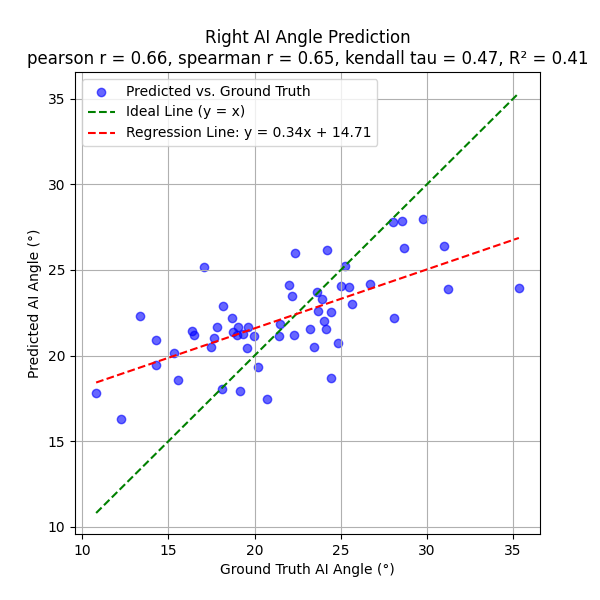 Right AI Angle Prediction
pearson r = 0.66, spearman r = 0.65, kendall tau = 0.47, R² = 0.41
Predicted vs. Ground Truth
Ideal Line (y = x)
Regression Line: y = 0.34x + 14.71
35
30
25
20
15
10
Predicted AI Angle (°)
10 15 20 25 30 35
Ground Truth AI Angle (°)